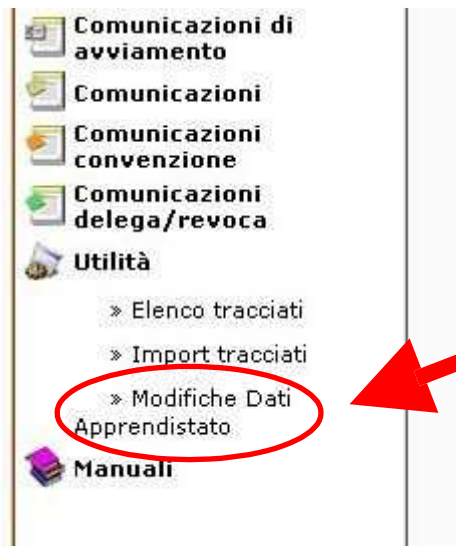 Comunicazioni di
avviamento
Comunicazioni
Comunicazioni
convenzione
Comunicazioni
delega/revoca
Utilità
» Elenco tracciati
» Import tracciati
» Modifiche Dati
Apprendistato
Manuali